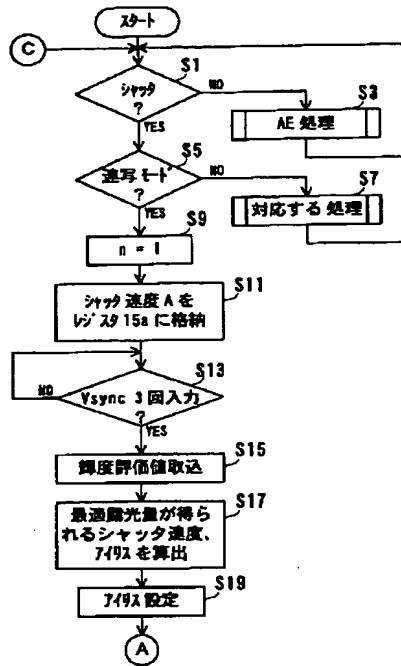 スタート
C
S1
シャッタ
?
NO
YES
S3
AE 処理
S5
連写モード
?
NO
YES
S7
対応する 処理
S9
n = 1
S11
シャッタ 速度 A を
レジスタ 15a に格納
S13
Vsync 3 回入力
?
NO
YES
S15
輝度評価値取込
S17
最適露光量が得ら
れるシャッタ速度、
アイリス を算出
S19
アイリス 設定
A